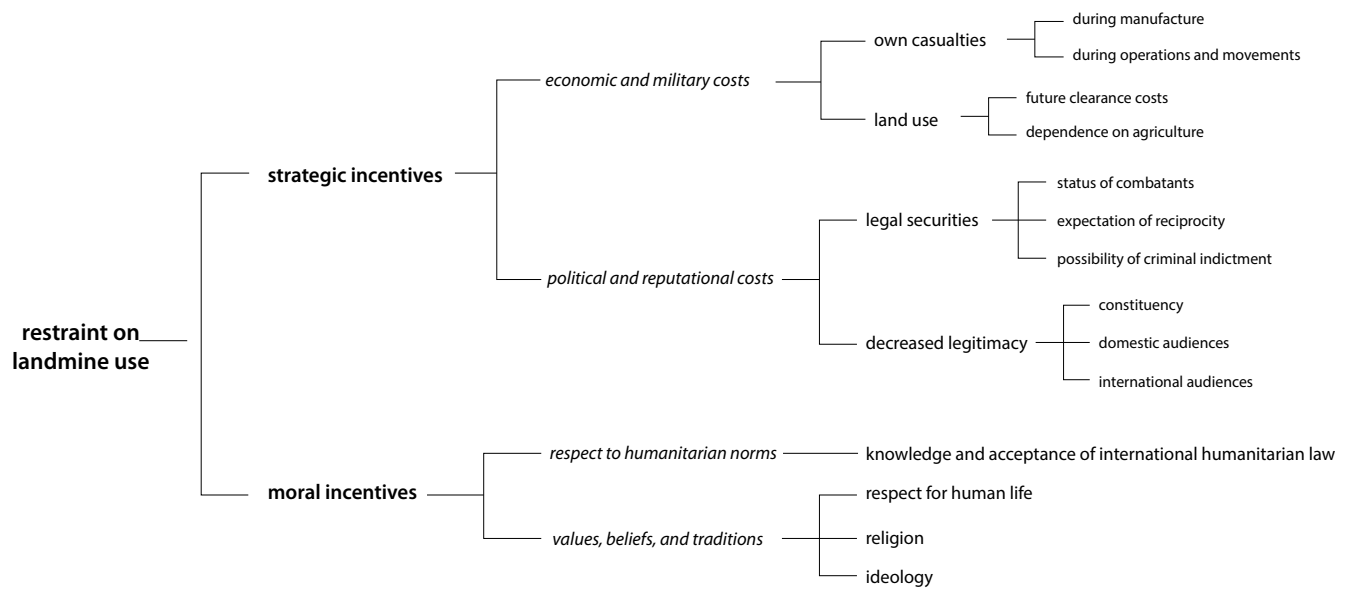 restraint on
landmine use
strategic incentives
economic and military costs
own casualties
during manufacture
during operations and movements
land use
future clearance costs
dependence on agriculture
political and reputational costs
legal securities
status of combatants
expectation of reciprocity
possibility of criminal indictment
decreased legitimacy
constituency
domestic audiences
international audiences
moral incentives
respect to humanitarian norms
knowledge and acceptance of international humanitarian law
values, beliefs, and traditions
respect for human life
religion
ideology